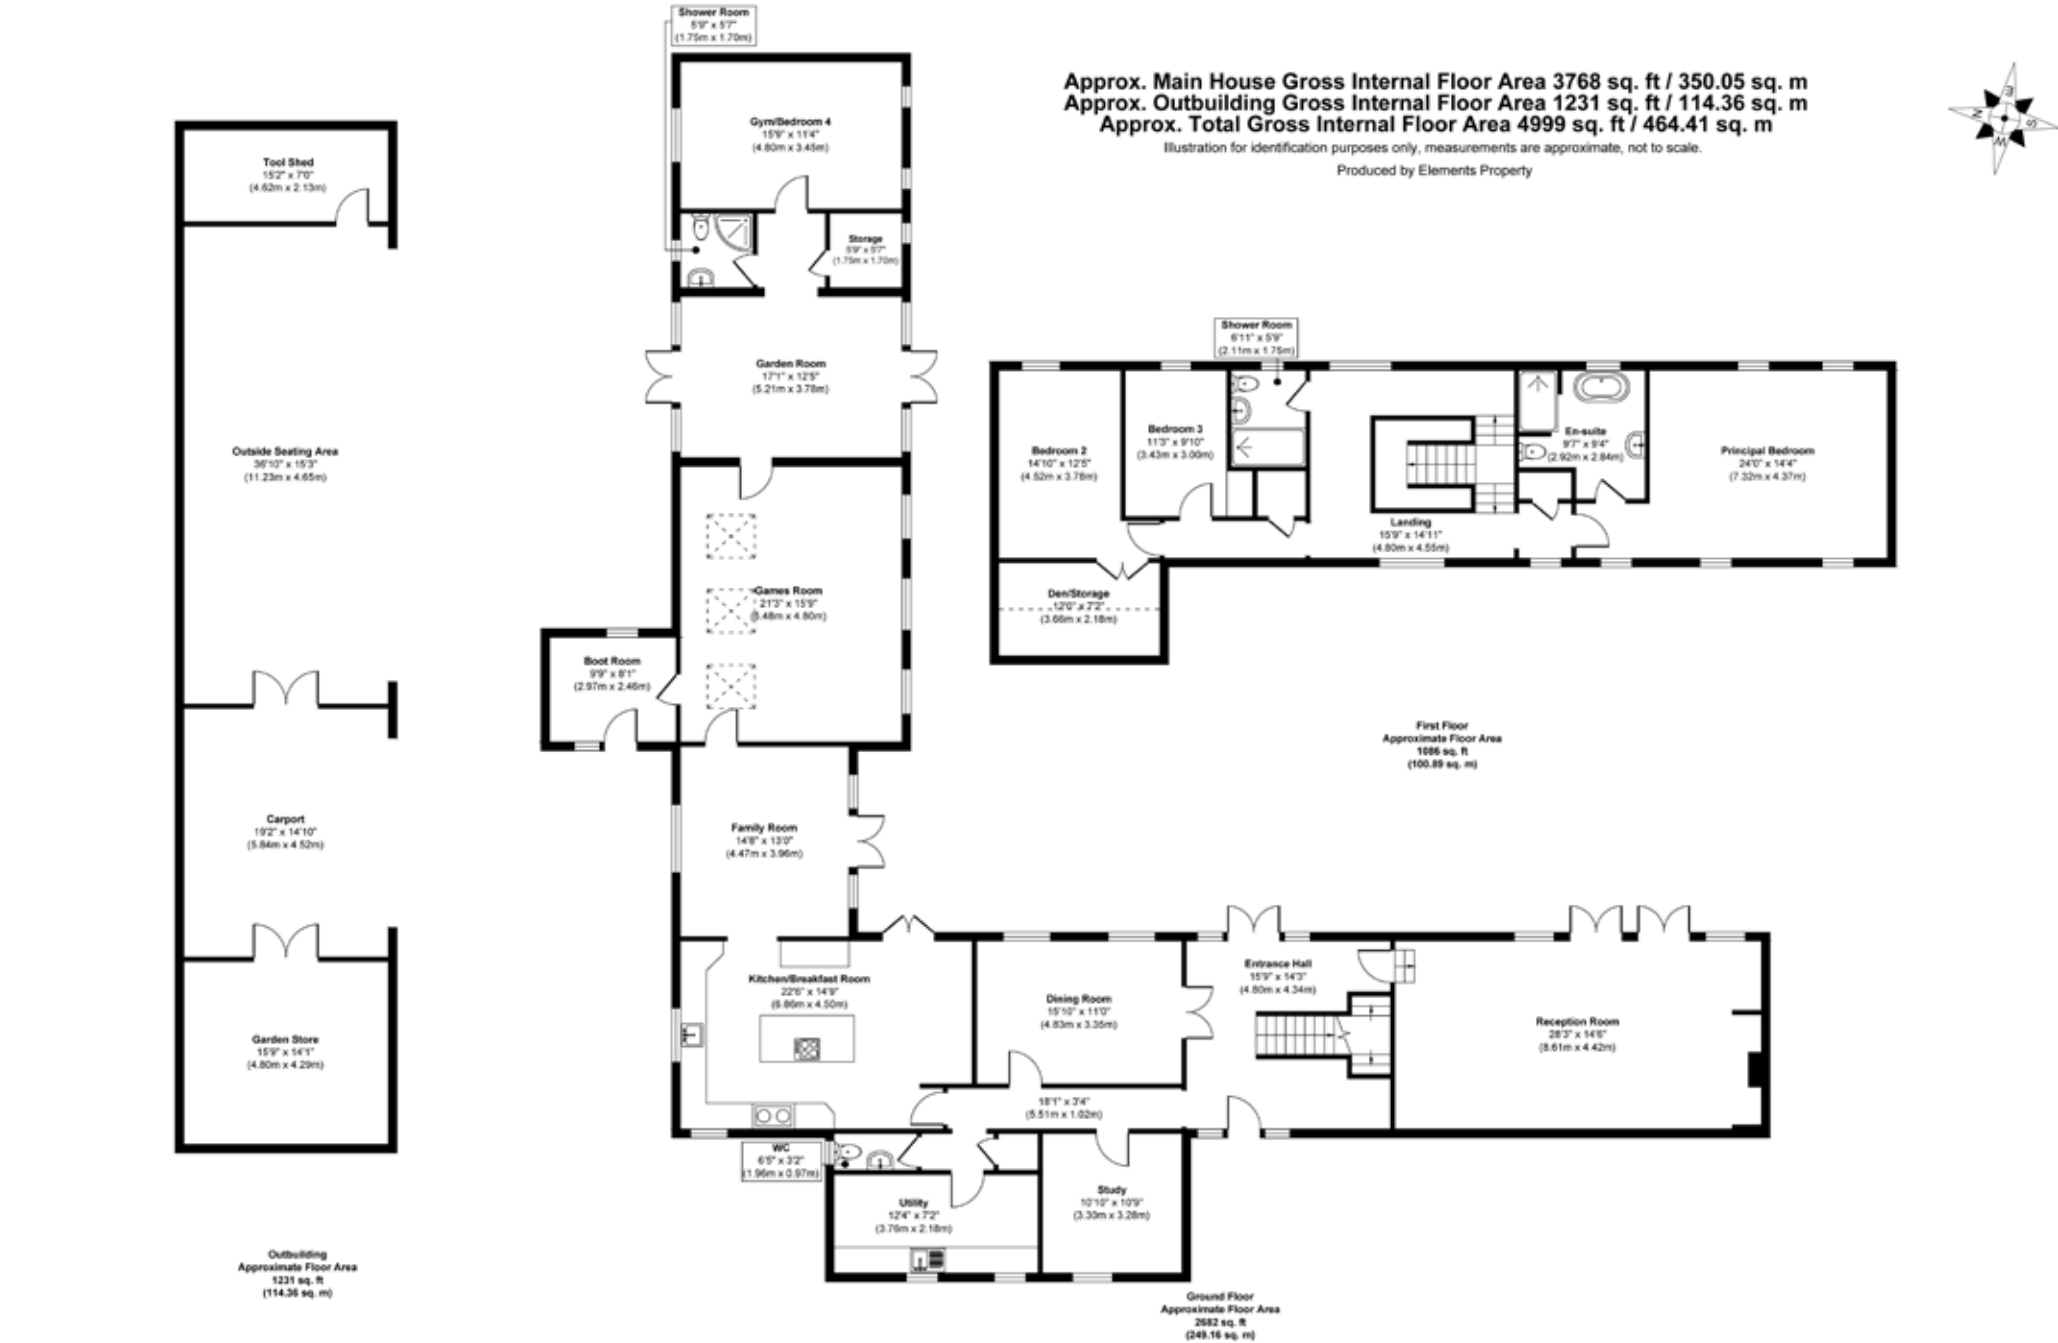 Approx. Main House Gross Internal Floor Area 3768 sq. ft / 350.05 sq. m
Approx. Outbuilding Gross Internal Floor Area 1231 sq. ft / 114.36 sq. m
Approx. Total Gross Internal Floor Area 4999 sq. ft / 464.41 sq. m
Illustration for identification purposes only, measurements are approximate, not to scale.
Produced by Elements Property
E
N
S
W
Tool Shed
15'2" x 7'0"
(4.62m x 2.13m)
Outside Seating Area
36'10" x 15'3"
(11.23m x 4.65m)
Carport
19'2" x 14'10"
(5.84m x 4.52m)
Garden Store
15'9" x 14'1"
(4.80m x 4.29m)
Outbuilding
Approximate Floor Area
1231 sq. ft
(114.36 sq. m)
Shower Room
5'9" x 5'7"
(1.75m x 1.70m)
Gym/Bedroom 4
15'9" x 11'4"
(4.80m x 3.45m)
Storage
5'9" x 5'7"
(1.75m x 1.70m)
Garden Room
17'1" x 12'5"
(5.21m x 3.78m)
Games Room
21'3" x 15'9"
(6.48m x 4.80m)
Boot Room
9'9" x 8'1"
(2.97m x 2.46m)
Family Room
14'8" x 13'0"
(4.47m x 3.96m)
Kitchen/Breakfast Room
22'6" x 14'9"
(6.86m x 4.50m)
Dining Room
15'10" x 11'0"
(4.83m x 3.35m)
Entrance Hall
15'9" x 14'3"
(4.80m x 4.34m)
Reception Room
28'3" x 14'6"
(8.61m x 4.42m)
18'1" x 3'4"
(5.51m x 1.02m)
WC
6'5" x 3'2"
(1.96m x 0.97m)
Utility
12'4" x 7'2"
(3.76m x 2.18m)
Study
10'10" x 10'9"
(3.30m x 3.28m)
Ground Floor
Approximate Floor Area
2682 sq. ft
(249.16 sq. m)
Shower Room
6'11" x 5'9"
(2.11m x 1.75m)
Bedroom 2
14'10" x 12'5"
(4.52m x 3.78m)
Bedroom 3
11'3" x 9'10"
(3.43m x 3.00m)
En-suite
9'7" x 9'4"
(2.92m x 2.84m)
Principal Bedroom
24'0" x 14'4"
(7.32m x 4.37m)
Landing
15'9" x 14'11"
(4.80m x 4.55m)
Den/Storage
12'0" x 7'2"
(3.66m x 2.18m)
First Floor
Approximate Floor Area
1086 sq. ft
(100.89 sq. m)